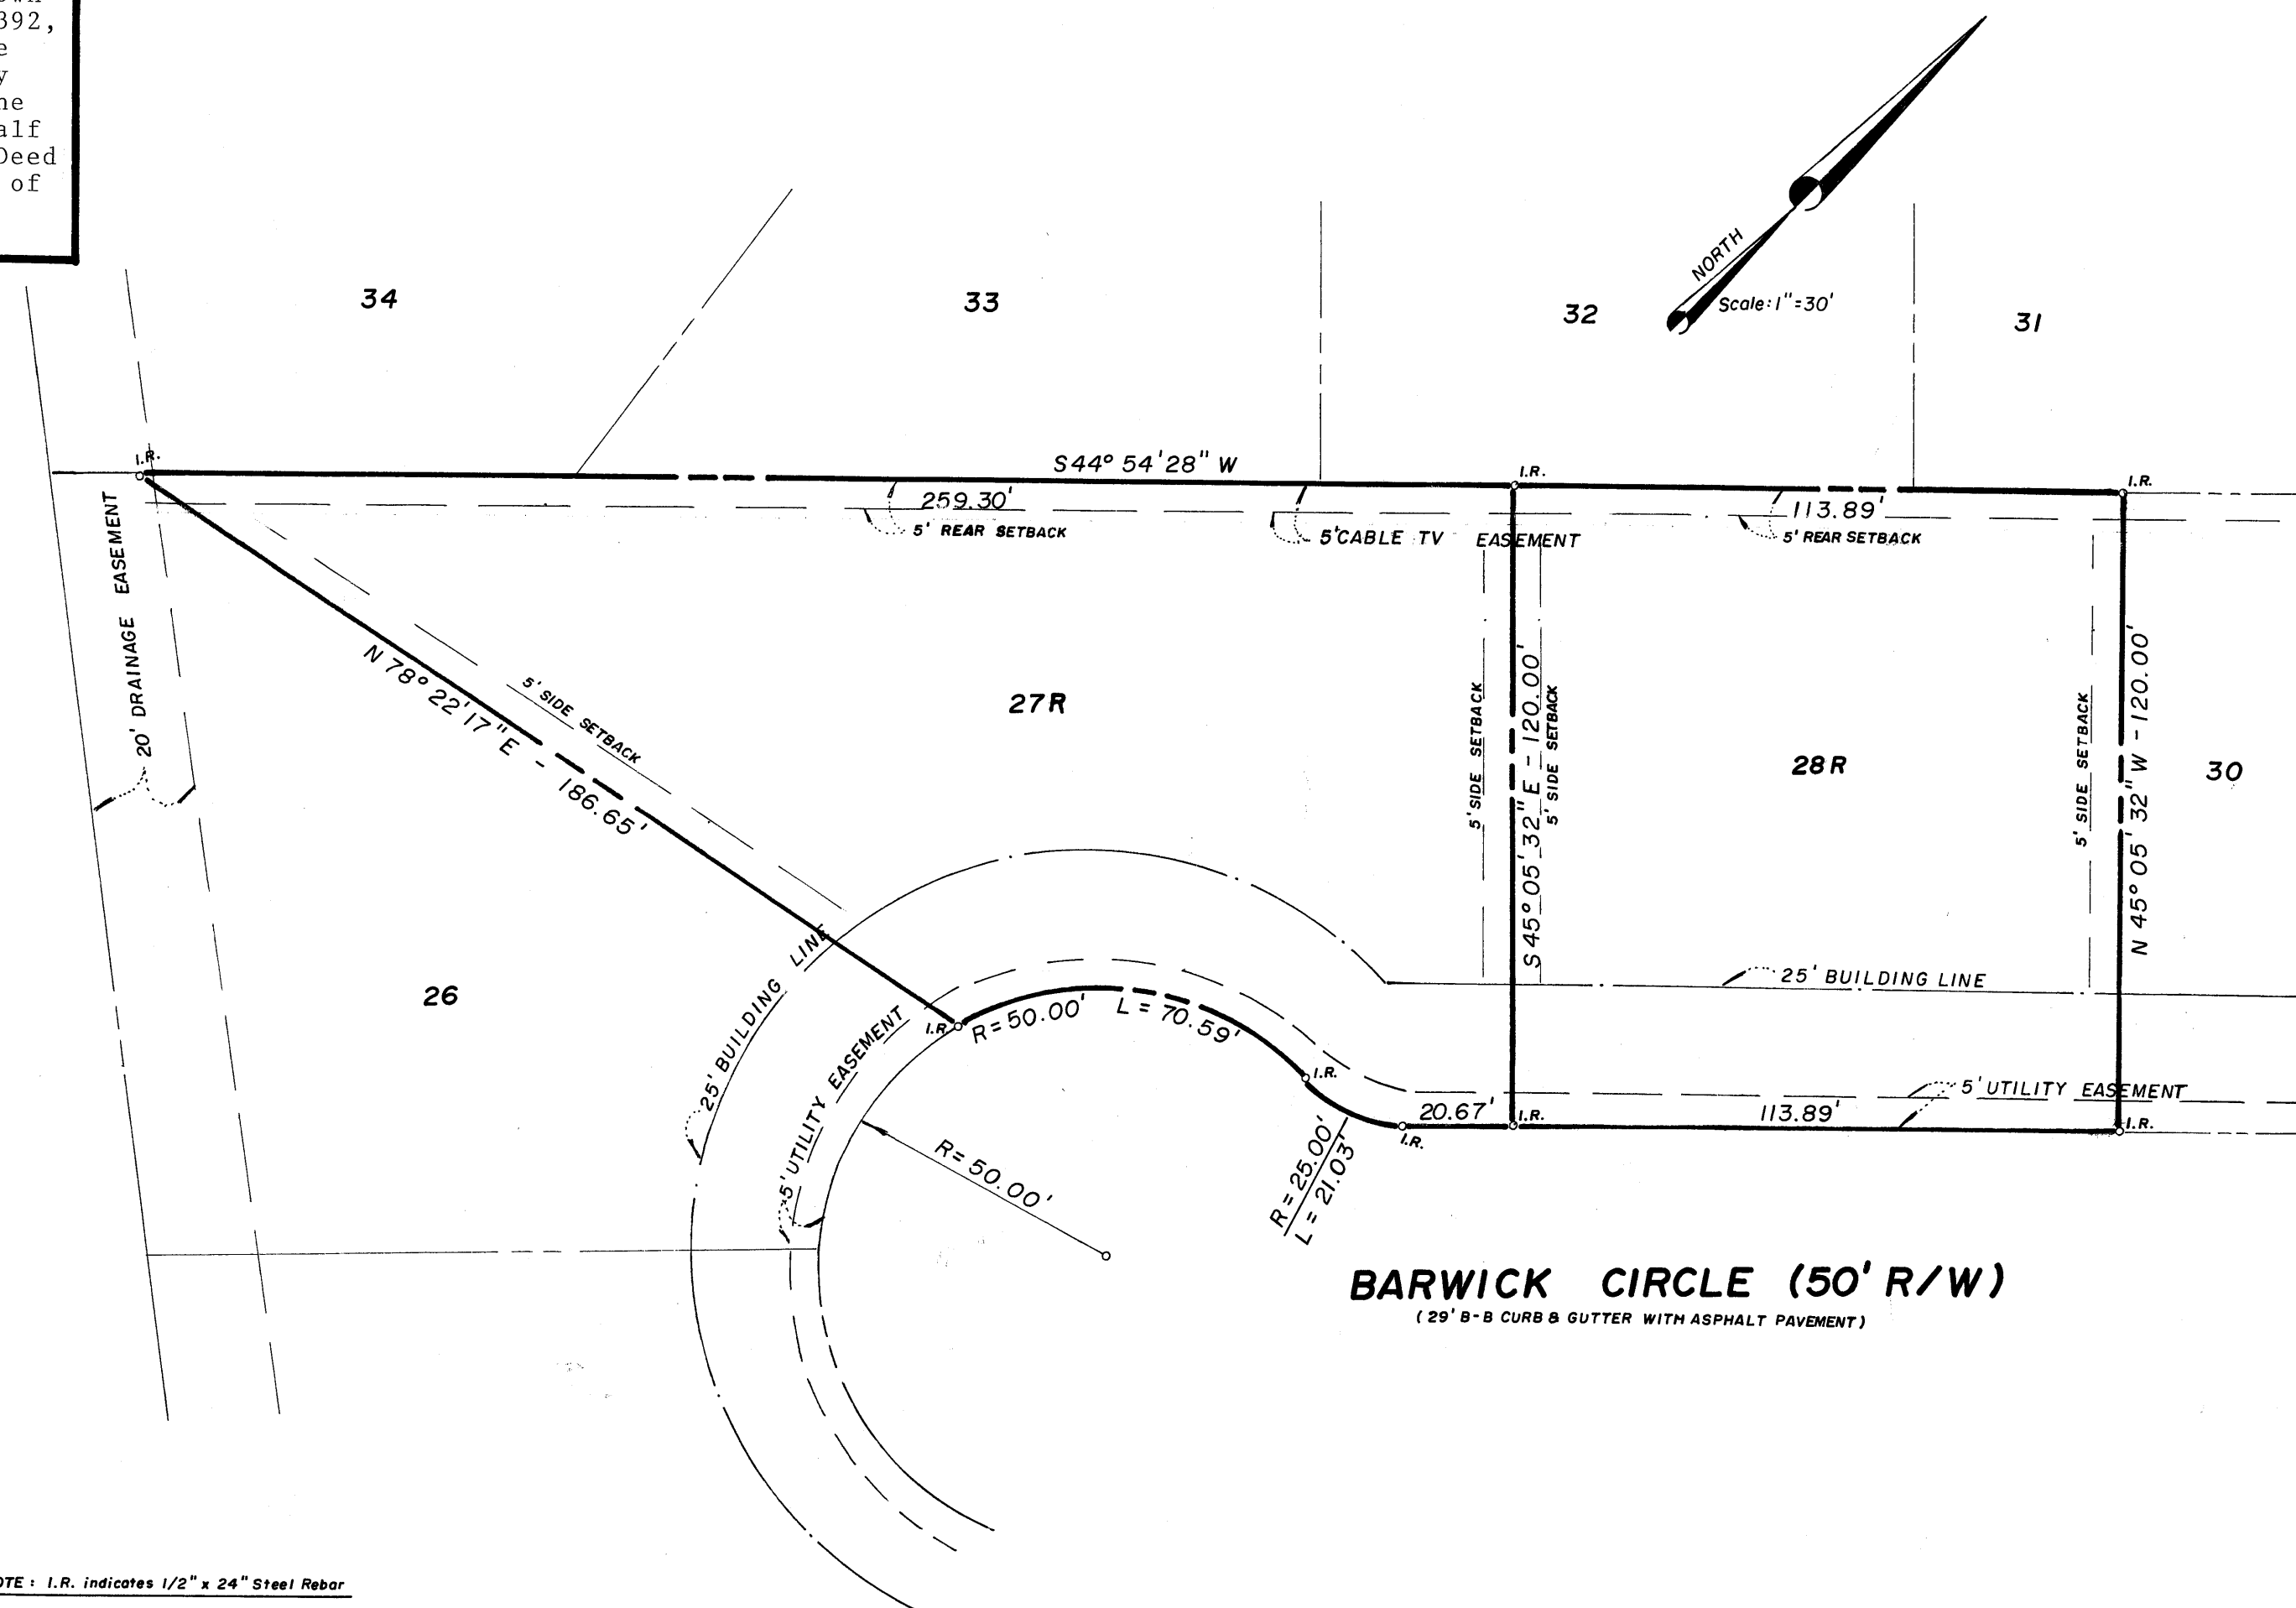 392,
Deed
of
NORTH
Scale: 1"=30'
34
33
32
31
I.R.
S 44° 54' 28" W
I.R.
I.R.
259.30'
113.89'
5' REAR SETBACK
5' CABLE TV EASEMENT
5' REAR SETBACK
20' DRAINAGE EASEMENT
N 78° 22' 17" E - 186.65'
5' SIDE SETBACK
27R
5' SIDE SETBACK
S 45° 05' 32" E - 120.00'
5' SIDE SETBACK
28R
5' SIDE SETBACK
N 45° 05' 32" W - 120.00'
30
26
25' BUILDING LINE
5' UTILITY EASEMENT
I.R.
R = 50.00'
L = 70.59'
I.R.
25' BUILDING LINE
5' UTILITY EASEMENT
20.67'
I.R.
I.R.
113.89'
I.R.
R = 25.00'
L = 21.03'
R = 50.00'
BARWICK CIRCLE (50' R/W)
(29' B-B CURB & GUTTER WITH ASPHALT PAVEMENT)
: I.R. indicates 1/2" x 24" Steel Rebar